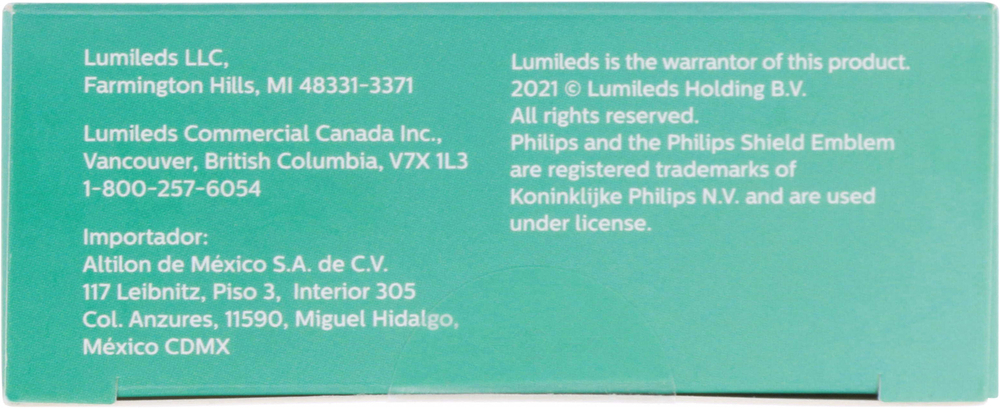 Lumileds LLC,
Farmington Hills, MI 48331-3371
Lumileds Commercial Canada Inc.,
Vancouver, British Columbia, V7X 1L3
1-800-257-6054
Importador:
Altilon de México S.A. de C.V.
117 Leibnitz, Piso 3, Interior 305
Col. Anzures, 11590, Miguel Hidalgo,
México CDMX
Lumileds is the warrantor of this product.
2021 © Lumileds Holding B.V.
All rights reserved.
Philips and the Philips Shield Emblem
are registered trademarks of
Koninklijke Philips N.V. and are used
under license.